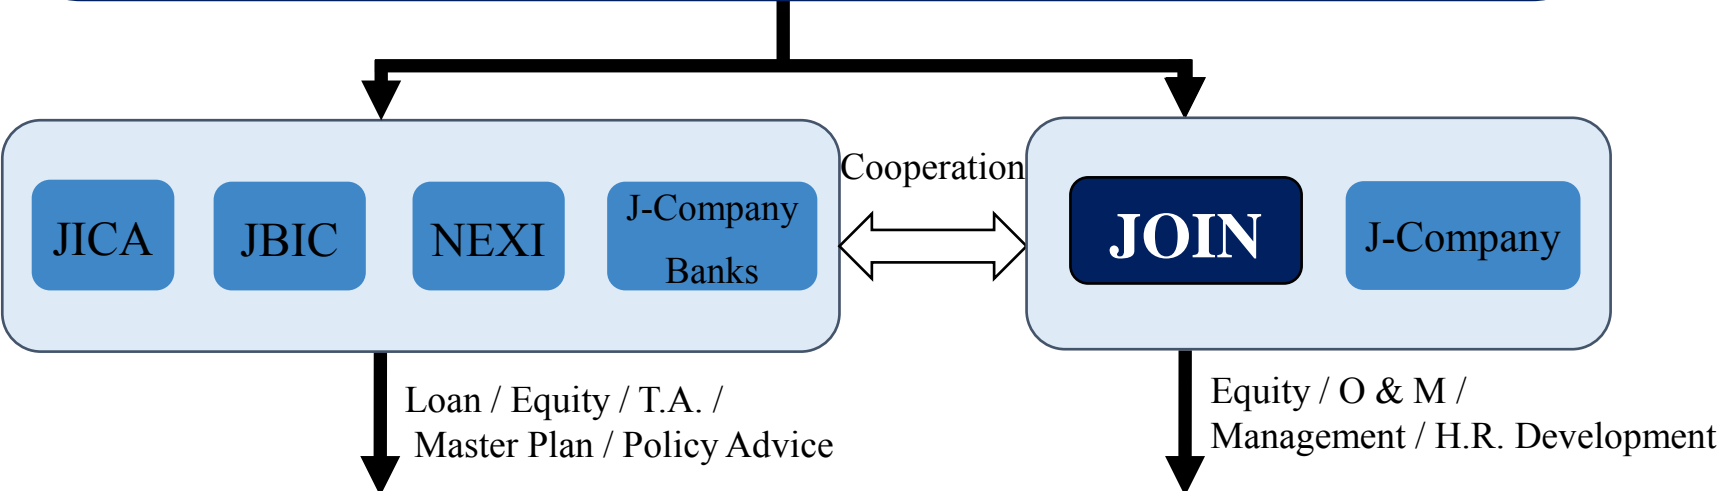 Cooperation
JICA
JBIC
NEXI
J-Company
Banks
JOIN
J-Company
Loan / Equity / T.A. /
Master Plan / Policy Advice
Equity / O & M /
Management / H.R. Development